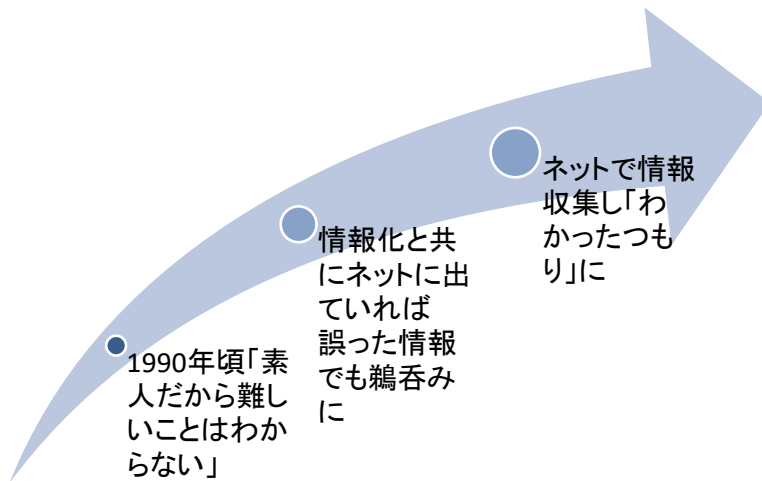 1990年頃「素
人だから難し
いことはわか
らない」
情報化と共
にネットに出
ていれば
誤った情報
でも鵜呑み
に
ネットで情報
収集し「わ
かったつも
り」に